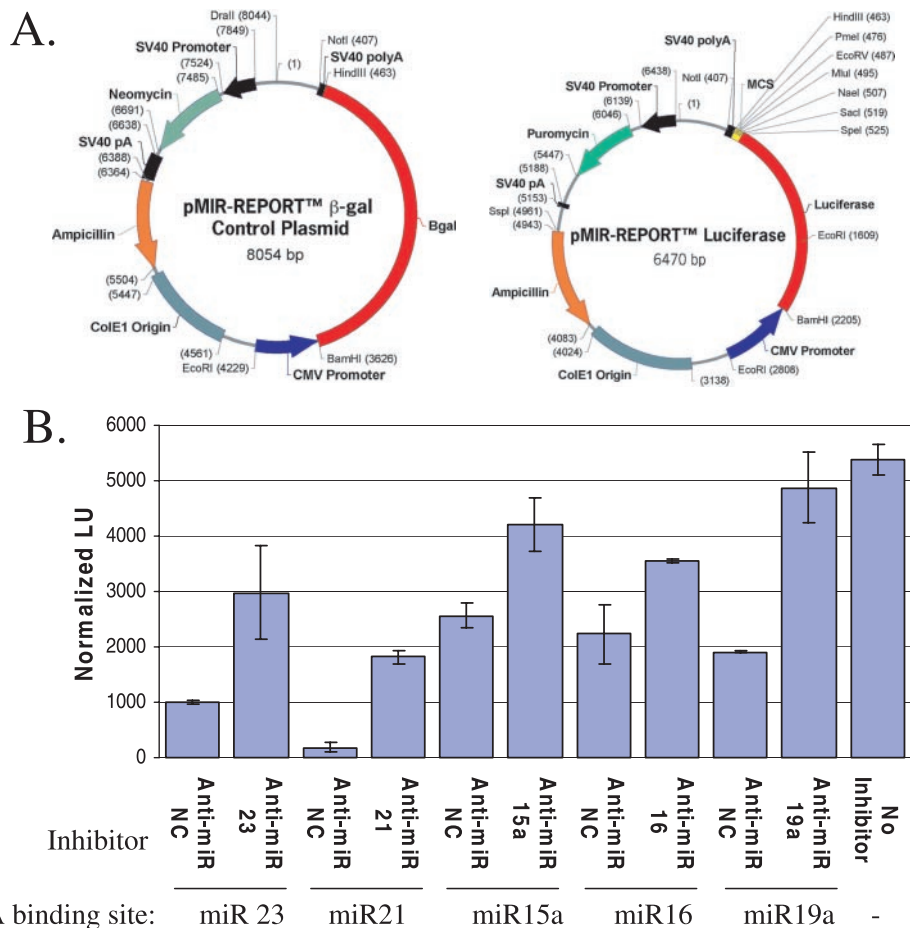 A.
DraII (8044)
(7849)
SV40 Promoter
(7524)
(7485)
Neomycin
(6691)
(6638)
SV40 pA
(6388)
(6364)
Ampicillin
(5504)
(5447)
ColE1 Origin
(4561)
EcoRI (4229)
CMV Promoter
BamHI (3626)
Bgal
HindIII (463)
SV40 polyA
NotI (407)
(1)
pMIR-REPORT™ β-gal
Control Plasmid
8054 bp
SV40 polyA
(6438)
SV40 Promoter
(6139)
(6046)
Puromycin
(5447)
(5188)
SV40 pA
(5153)
SspI (4961)
(4943)
Ampicillin
(4083)
(4024)
ColE1 Origin
(3138)
EcoRI (2808)
CMV Promoter
BamHI (2205)
EcoRI (1609)
Luciferase
NotI (407)
(1)
MCS
HindIII (463)
PmeI (476)
EcoRV (487)
MluI (495)
NaeI (507)
SacI (519)
SpeI (525)
pMIR-REPORT™ Luciferase
6470 bp
B.
Normalized LU
6000
5000
4000
3000
2000
1000
0
Inhibitor
Anti-miR
NC
Anti-miR
23
Anti-miR
NC
Anti-miR
21
Anti-miR
NC
Anti-miR
15a
Anti-miR
NC
Anti-miR
16
Anti-miR
NC
Anti-miR
19a
No
Inhibitor
A binding site: miR 23 miR21 miR15a miR16 miR19a -